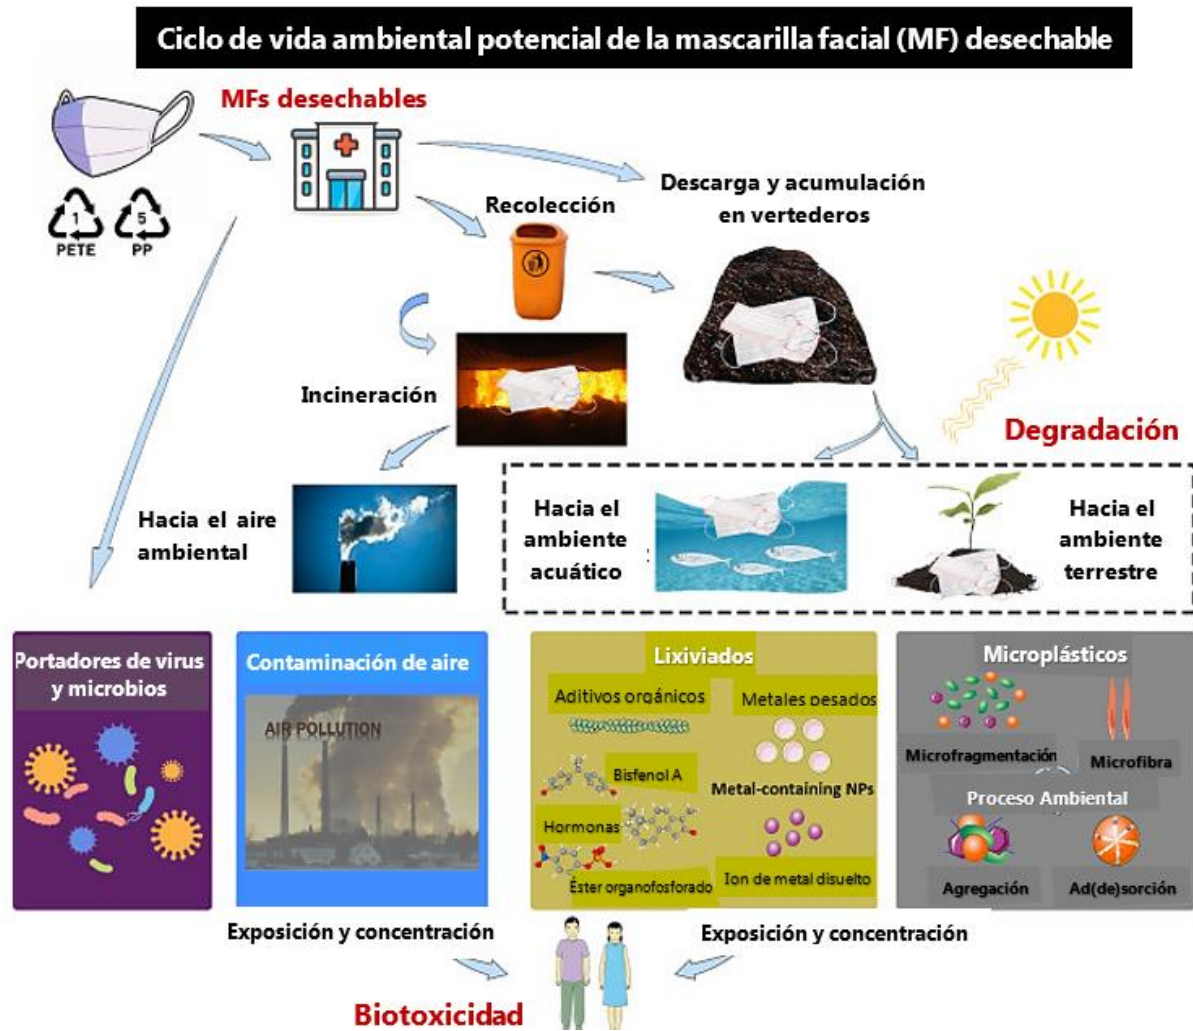 Ciclo de vida ambiental potencial de la mascarilla facial (MF) desechable
MFs desechables
1
PETE
5
PP
Recolección
Descarga y acumulación
en vertederos
Incineración
Degradación
Hacia el aire
ambiental
Hacia el
ambiente
acuático
:
Hacia el
ambiente
terrestre
Portadores de virus
y microbios
Contaminación de aire
AIR POLLUTION
Lixiviados
Aditivos orgánicos
Metales pesados
Bisfenol A
Metal-containing NPs
Hormonas
Éster organofosforado
Ion de metal disuelto
Microplásticos
Microfragmentación
Microfibra
Proceso Ambiental
Agregación
Ad(de)sorción
Exposición y concentración
Exposición y concentración
Biotoxicidad